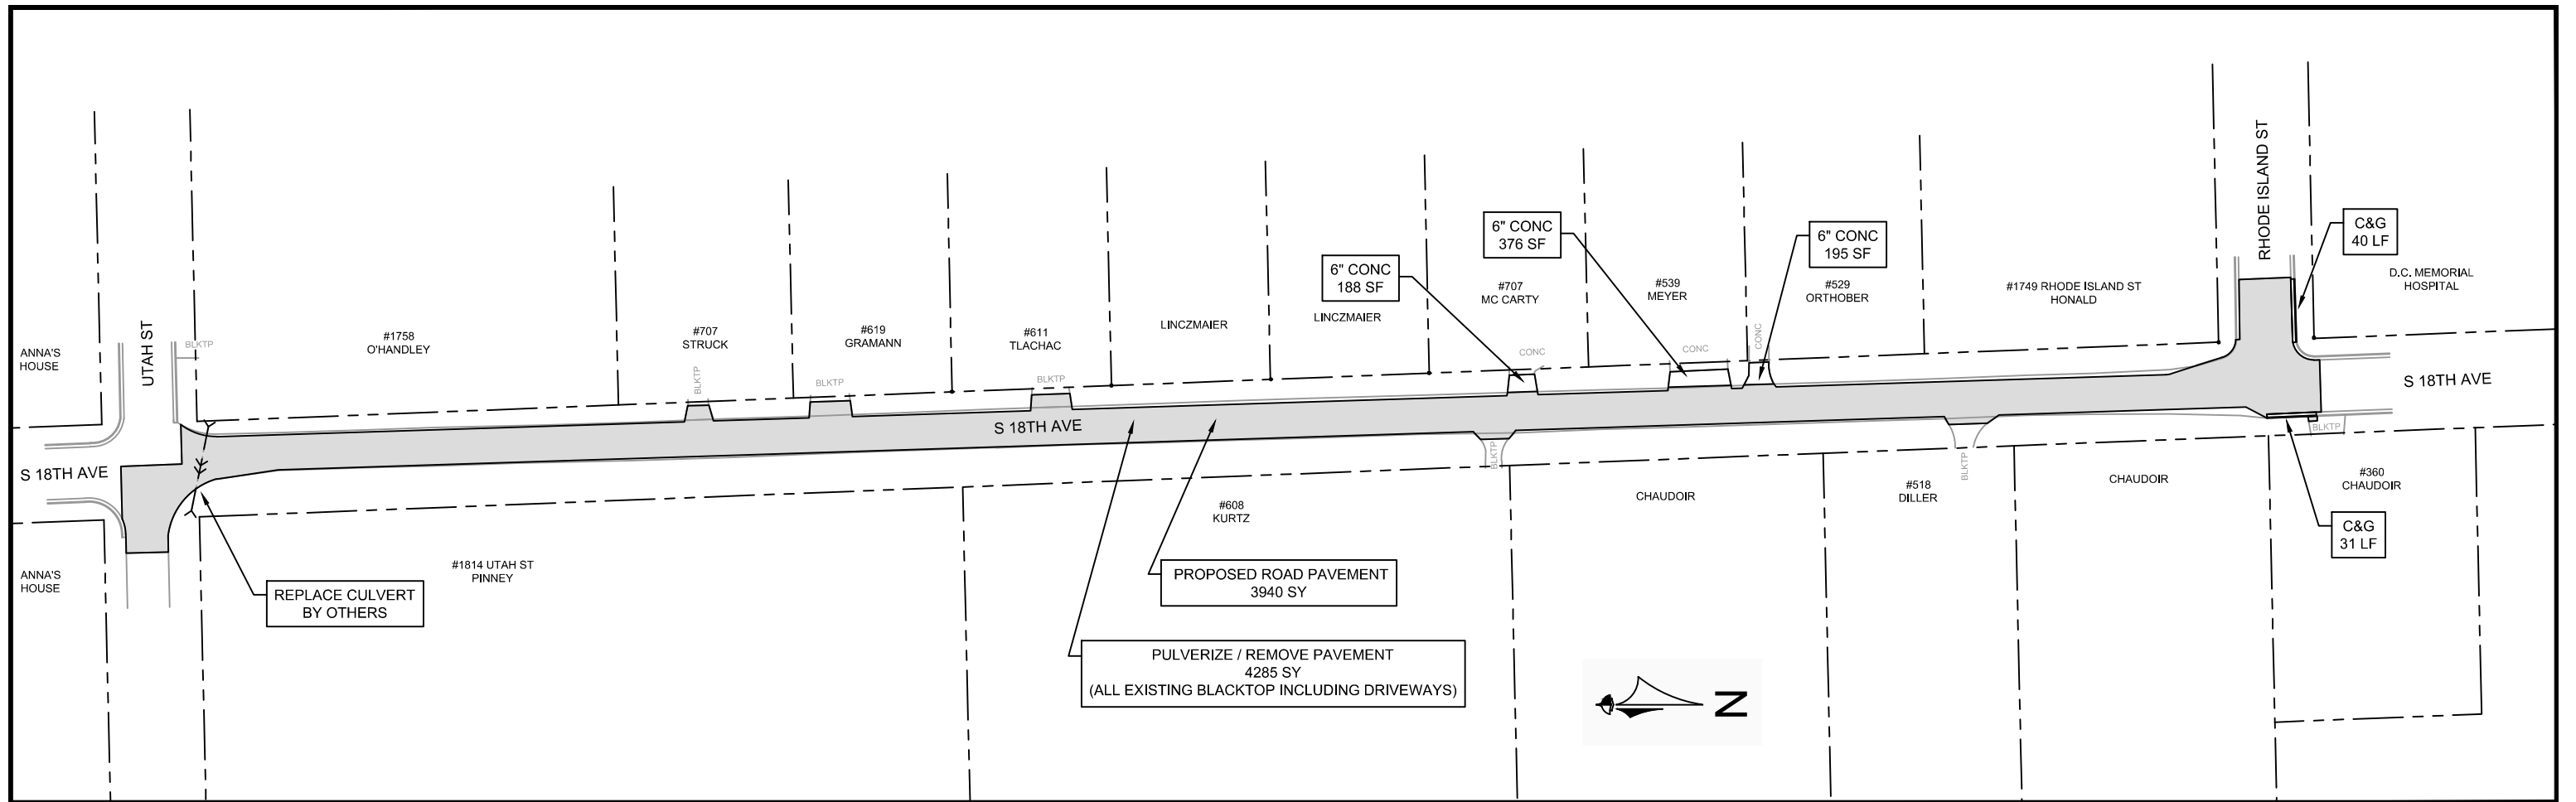 RHODE ISLAND ST
C&G
40 LF
6" CONC
376 SF
6" CONC
195 SF
6" CONC
188 SF
D.C. MEMORIAL
HOSPITAL
#707
MC CARTY
#539
MEYER
#529
ORTHOBER
#1749 RHODE ISLAND ST
HONALD
LINCZMAIER
LINCZMAIER
#611
TLACHAC
#619
GRAMANN
#707
STRUCK
#1758
O'HANDLEY
UTAH ST
BLKTP
ANNA'S
HOUSE
BLKTP
BLKTP
BLKTP
CONC
CONC
CONC
S 18TH AVE
S 18TH AVE
S 18TH AVE
BLKTP
BLKTP
BLKTP
ANNA'S
HOUSE
#1814 UTAH ST
PINNEY
#608
KURTZ
CHAUDOIR
#518
DILLER
CHAUDOIR
#360
CHAUDOIR
C&G
31 LF
REPLACE CULVERT
BY OTHERS
PROPOSED ROAD PAVEMENT
3940 SY
PULVERIZE / REMOVE PAVEMENT
4285 SY
(ALL EXISTING BLACKTOP INCLUDING DRIVEWAYS)
N